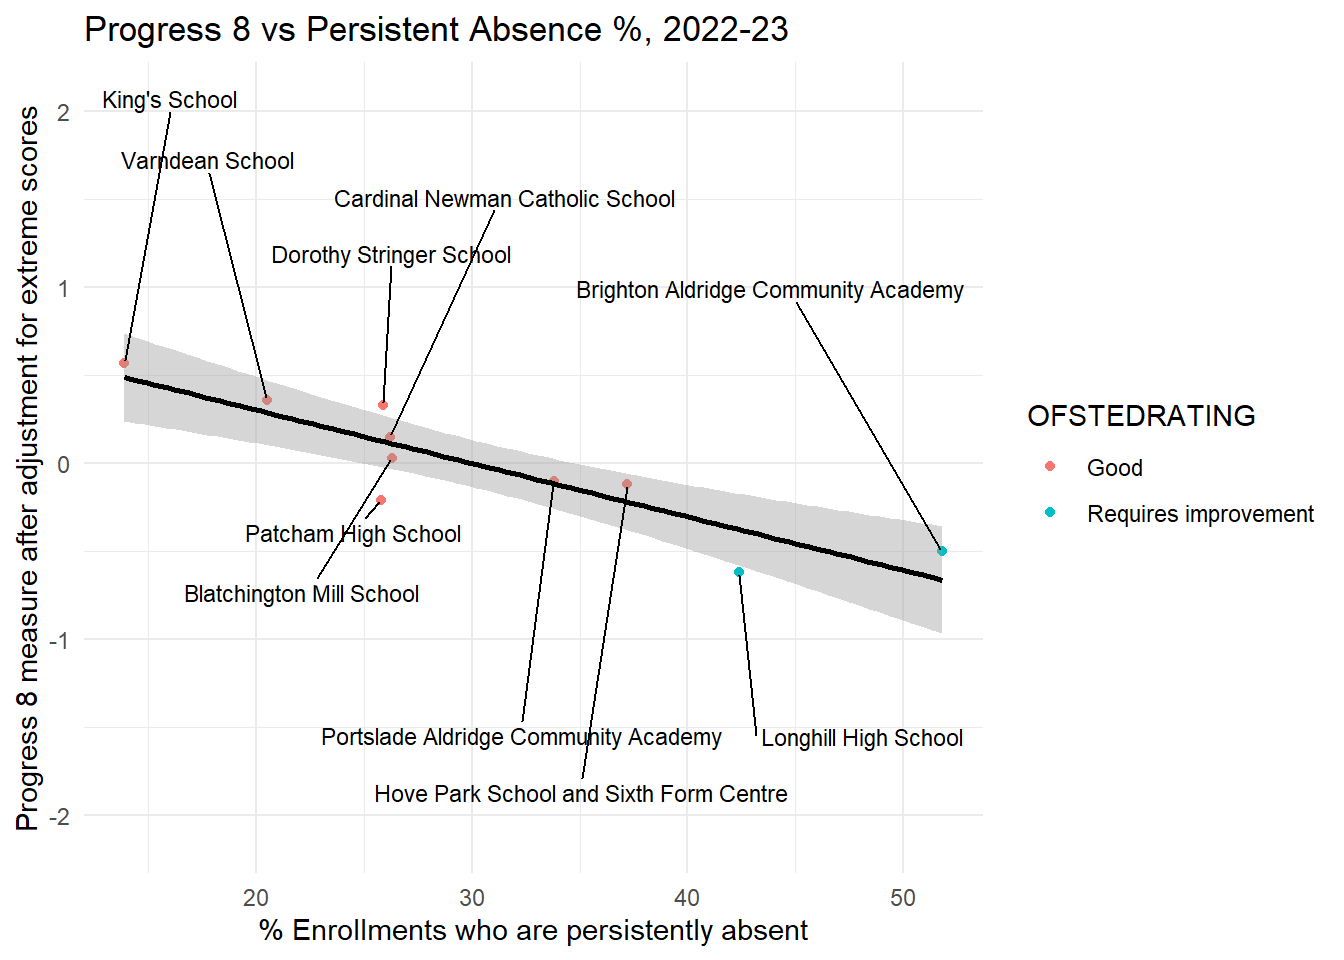 Progress 8 vs Persistent Absence %, 2022-23
Progress 8 measure after adjustment for extreme scores
2
1
0
-1
-2
King's School
Varndean School
Cardinal Newman Catholic School
Dorothy Stringer School
Brighton Aldridge Community Academy
Patcham High School
Blatchington Mill School
Portslade Aldridge Community Academy
Longhill High School
Hove Park School and Sixth Form Centre
20
30
40
50
% Enrollments who are persistently absent
OFSTEDRATING
Good
Requires improvement